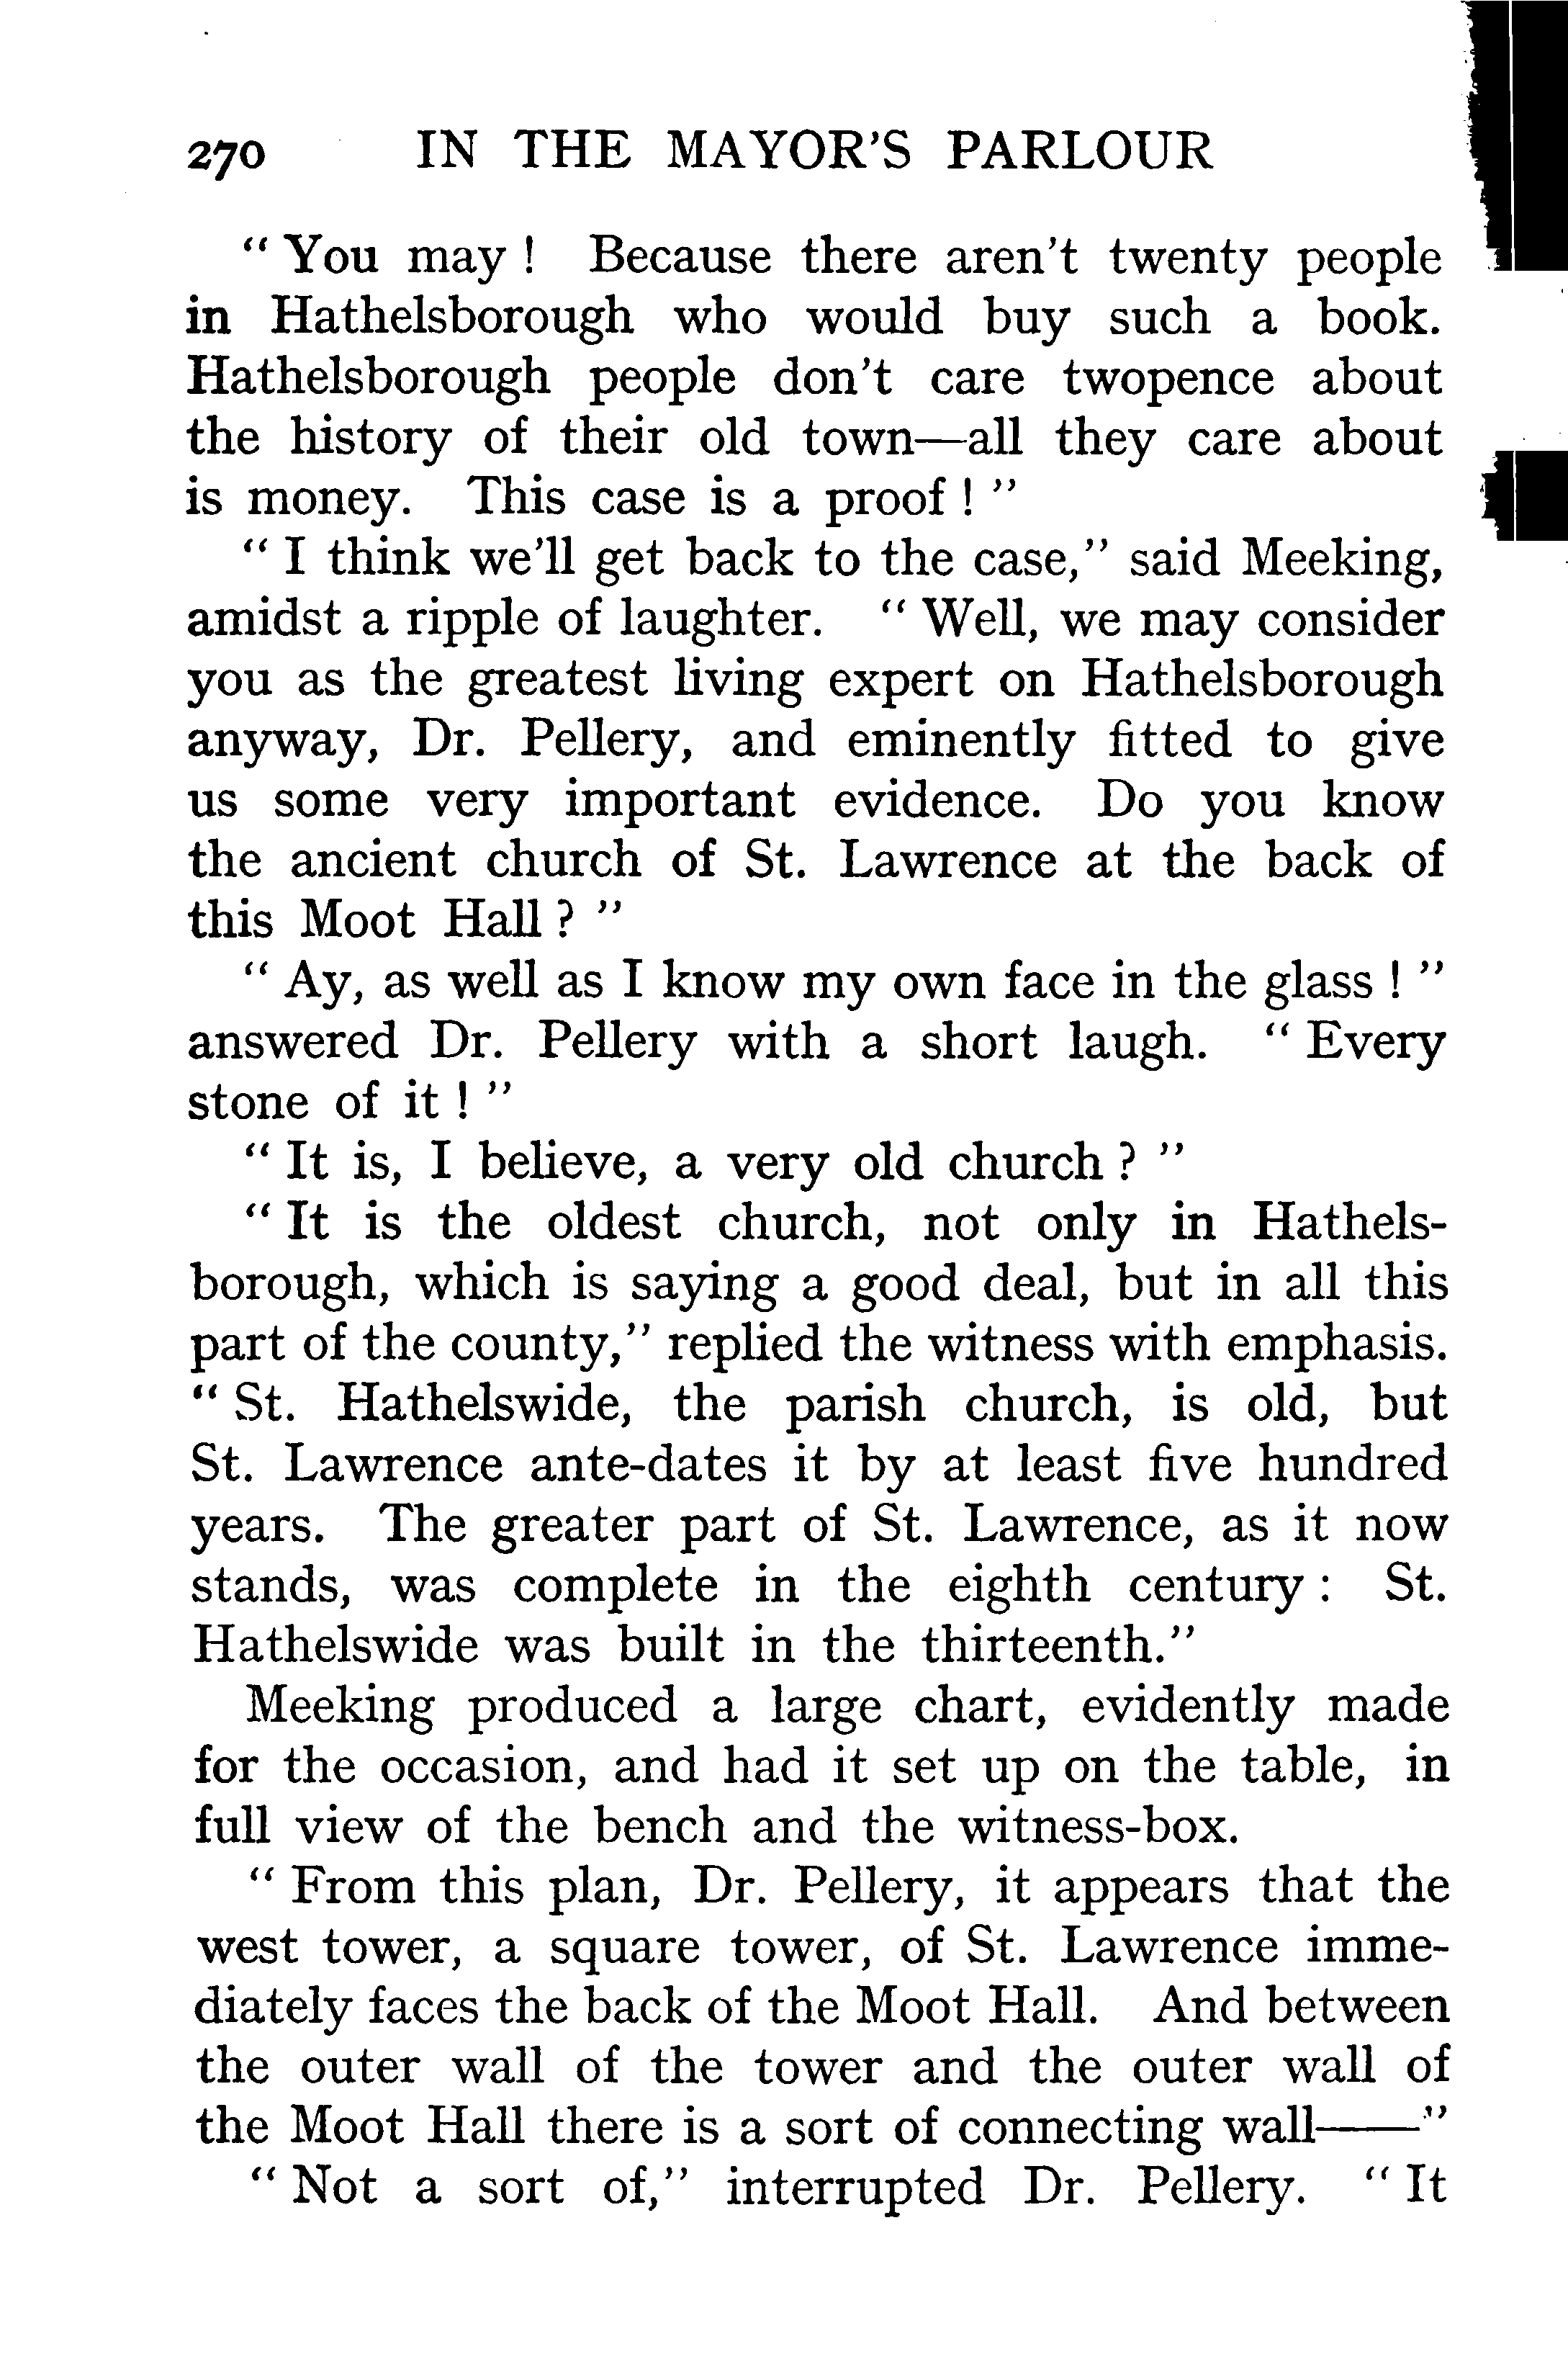 270 IN THE MAYOR'S PARLOUR
“ You may ! Because there aren't twenty people
in Hathelsborough who would buy such a book.
Hathelsborough people don't care twopence about
the history of their old town—all they care about
is money. This case is a proof ! ”
“ I think we'll get back to the case,” said Meeking,
amidst a ripple of laughter. “ Well, we may consider
you as the greatest living expert on Hathelsborough
anyway, Dr. Pellery, and eminently fitted to give
us some very important evidence. Do you know
the ancient church of St. Lawrence at the back of
this Moot Hall ? ”
“ Ay, as well as I know my own face in the glass ! ”
answered Dr. Pellery with a short laugh. “ Every
stone of it ! ”
“ It is, I believe, a very old church ? ”
“ It is the oldest church, not only in Hathels-
borough, which is saying a good deal, but in all this
part of the county,” replied the witness with emphasis.
“ St. Hathelswide, the parish church, is old, but
St. Lawrence ante-dates it by at least five hundred
years. The greater part of St. Lawrence, as it now
stands, was complete in the eighth century : St.
Hathelswide was built in the thirteenth.”
Meeking produced a large chart, evidently made
for the occasion, and had it set up on the table, in
full view of the bench and the witness-box.
“ From this plan, Dr. Pellery, it appears that the
west tower, a square tower, of St. Lawrence imme-
diately faces the back of the Moot Hall. And between
the outer wall of the tower and the outer wall of
the Moot Hall there is a sort of connecting wall——”
“ Not a sort of,” interrupted Dr. Pellery. “ It